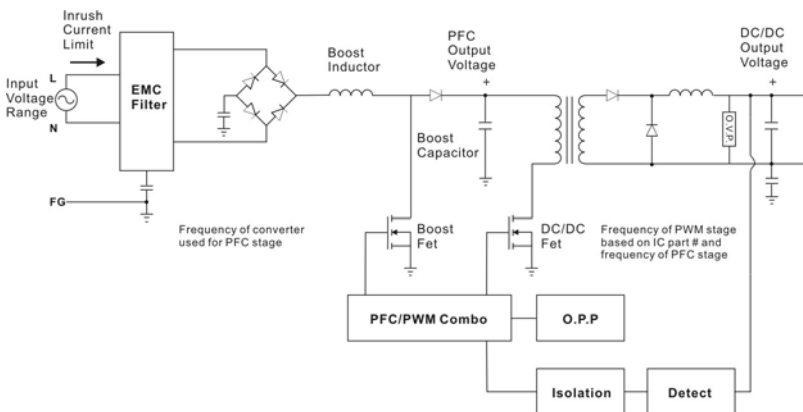 Inrush
Current
Limit
L
Input
Voltage
Range
N
FG
EMC
Filter
Boost
Inductor
PFC
Output
Voltage
+
DC/DC
Output
Voltage
+
O.V.P.
Boost
Capacitor
Frequency of converter
used for PFC stage
Boost
Fet
DC/DC
Fet
Frequency of PWM stage
based on IC part # and
frequency of PFC stage
PFC/PWM Combo
O.P.P
Isolation
Detect